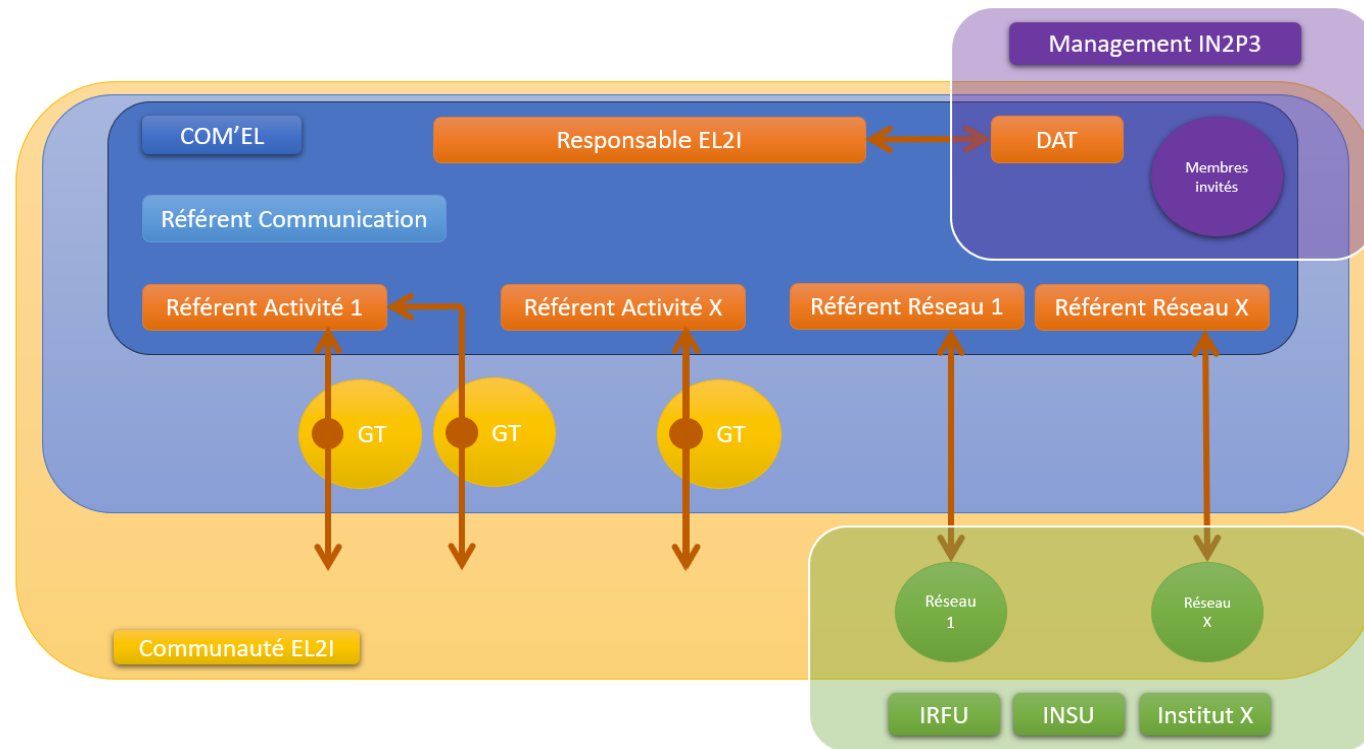 Management IN2P3
COM'EL
Responsable EL2I
DAT
Membres
invités
Référent Communication
Référent Activité 1
Référent Activité X
Référent Réseau 1
Référent Réseau X
GT
GT
GT
Réseau
1
Réseau
X
Communauté EL2I
IRFU
INSU
Institut X